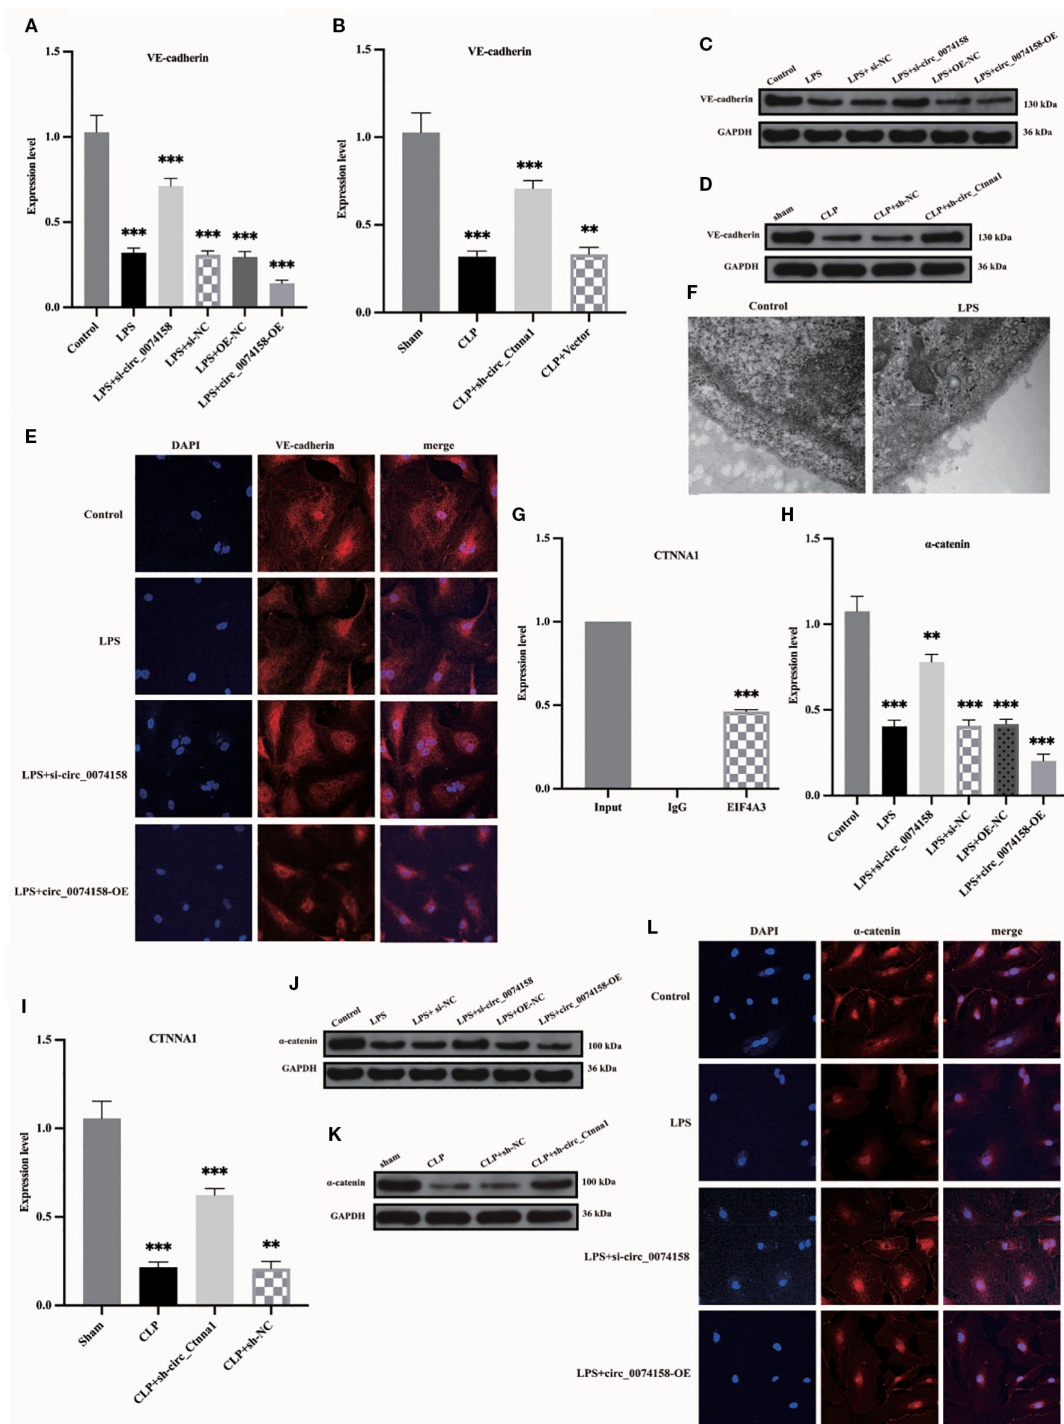 A
VE-cadherin
Expression level
1.5
1.0
0.5
0.0
***
***
***
***
***
Control
LPS
LPS+si-circ_0074158
LPS+si-NC
LPS+OE-NC
LPS+circ_0074158-OE
B
VE-cadherin
Expression level
1.5
1.0
0.5
0.0
***
***
**
Sham
CLP
CLP+sh-circ_Ctnna1
CLP+Vector
C
Control
LPS
LPS+ si-NC
LPS+si-circ_0074158
LPS+OE-NC
LPS+circ_0074158-OE
VE-cadherin
130 kDa
GAPDH
36 kDa
D
sham
CLP
CLP+sh-NC
CLP+sh-circ_Ctnna1
VE-cadherin
130 kDa
GAPDH
36 kDa
F
Control
LPS
E
DAPI
VE-cadherin
merge
Control
LPS
LPS+si-circ_0074158
LPS+circ_0074158-OE
G
CTNNA1
Expression level
1.5
1.0
0.5
0.0
***
Input
IgG
EIF4A3
H
α-catenin
Expression level
1.5
1.0
0.5
0.0
***
**
***
***
***
Control
LPS
LPS+si-circ_0074158
LPS+si-NC
LPS+OE-NC
LPS+circ_0074158-OE
I
CTNNA1
Expression level
1.5
1.0
0.5
0.0
***
***
**
Sham
CLP
CLP+sh-circ_Ctnna1
CLP+sh-NC
J
Control
LPS
LPS+ si-NC
LPS+si-circ_0074158
LPS+OE-NC
LPS+circ_0074158-OE
α-catenin
100 kDa
GAPDH
36 kDa
K
sham
CLP
CLP+sh-NC
CLP+sh-circ_Ctnna1
α-catenin
100 kDa
GAPDH
36 kDa
L
DAPI
α-catenin
merge
Control
LPS
LPS+si-circ_0074158
LPS+circ_0074158-OE